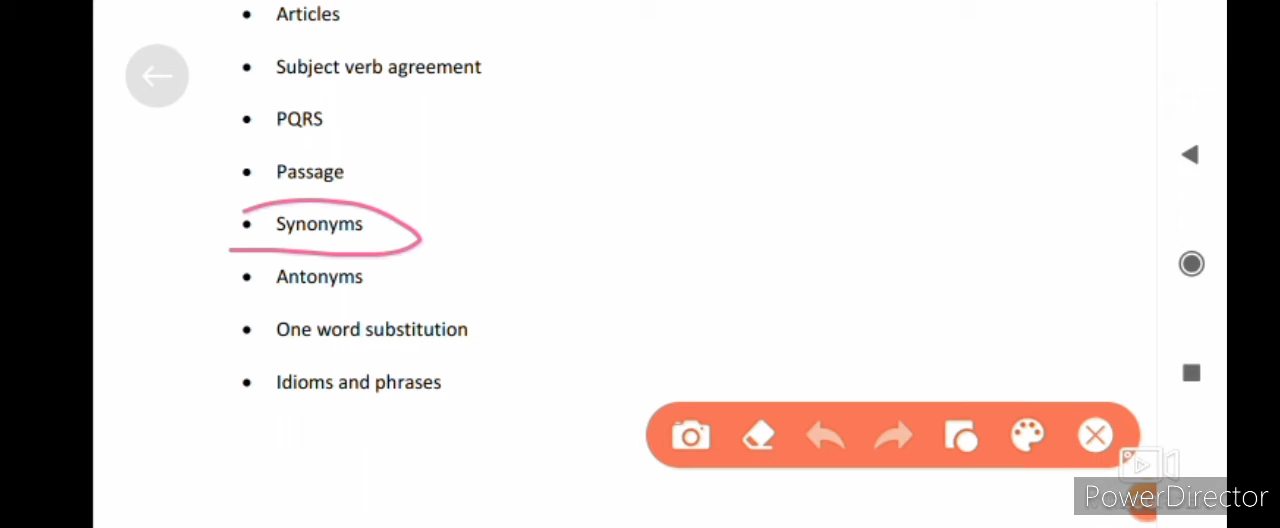 • Articles
• Subject verb agreement
• PQRS
• Passage
• Synonyms
• Antonyms
• One word substitution
• Idioms and phrases
PowerDirector